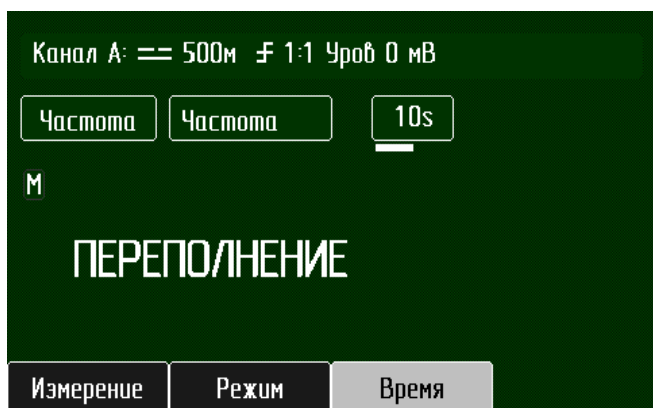 Канал А: == 500м ⨍ 1:1 Уров 0 мВ
Частота Частота 10s
М
ПЕРЕПОЛНЕНИЕ
Измерение Режим Время